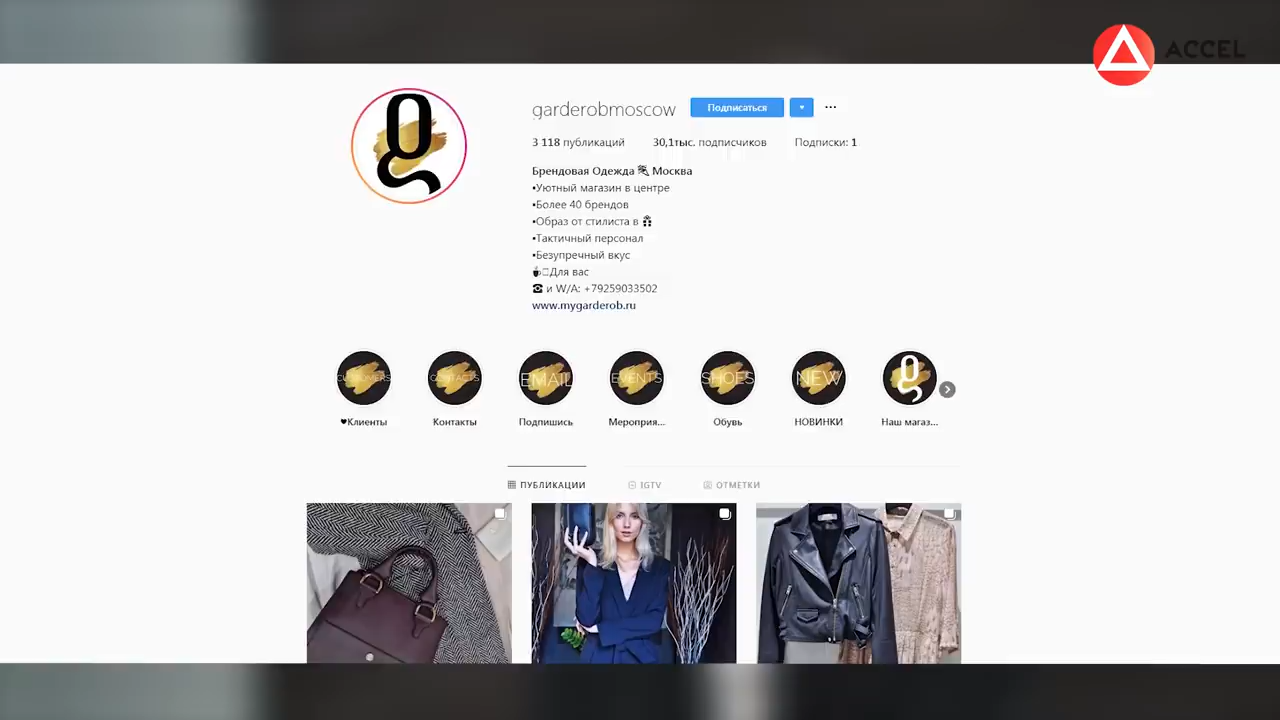 ACCEL
garderobmoscow Подписаться
3 118 публикаций 30,1тыс. подписчиков Подписки: 1
Брендовая Одежда Москва
•Уютный магазин в центре
•Более 40 брендов
•Образ от стилиста в
•Тактичный персонал
•Безупречный вкус
Для вас
и W/A: +79259033502
www.mygarderob.ru
CUSTOMERS CONTACTS EMAIL EVENTS SHOES NEW
Клиенты Контакты Подпишись Мероприя... Обувь НОВИНКИ Наш магаз...
ПУБЛИКАЦИИ IGTV ОТМЕТКИ